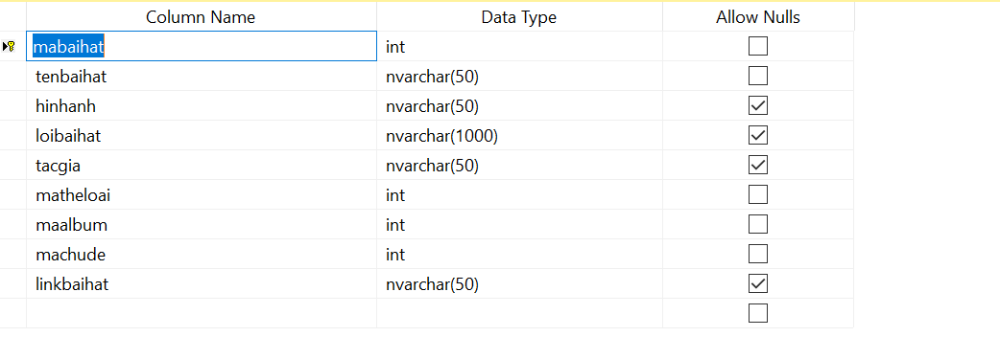 Column Name Data Type Allow Nulls
mabaihat int
tenbaihat nvarchar(50)
hinhanh nvarchar(50)
loibaihat nvarchar(1000)
tacgia nvarchar(50)
matheloai int
maalbum int
machude int
linkbaihat nvarchar(50)